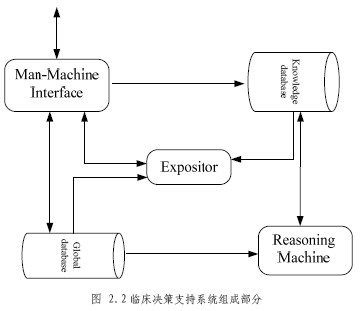 Man-Machine
Interface
Knowledge
database
Expositor
Global
database
Reasoning
Machine
图 2.2 临床决策支持系统组成部分